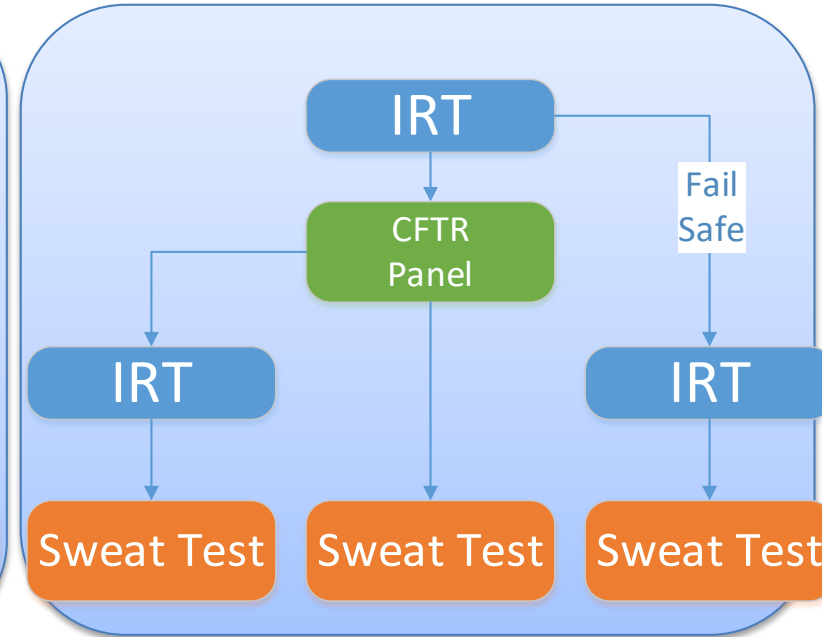 IRT
CFTR
Panel
Fail
Safe
IRT
IRT
Sweat Test
Sweat Test
Sweat Test